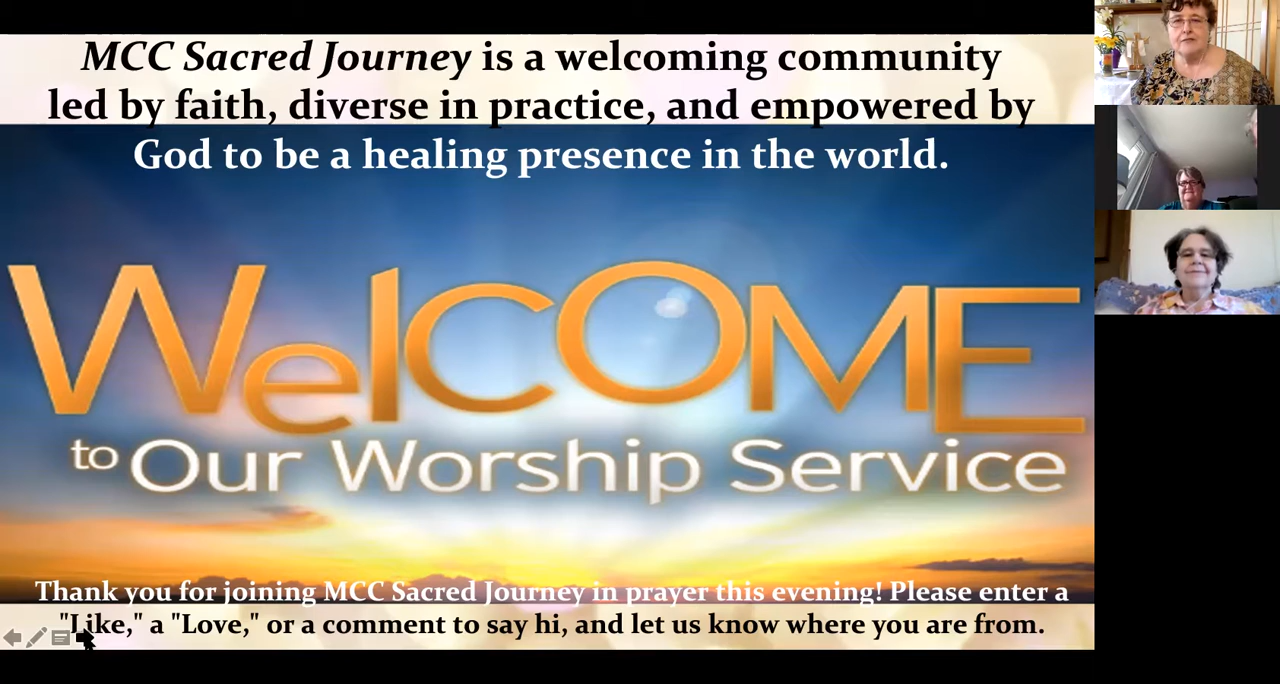 MCC Sacred Journey is a welcoming community
led by faith, diverse in practice, and empowered by
God to be a healing presence in the world.
WelCOME
to Our Worship Service
Thank you for joining MCC Sacred Journey in prayer this evening! Please enter a
"Like," a "Love," or a comment to say hi, and let us know where you are from.